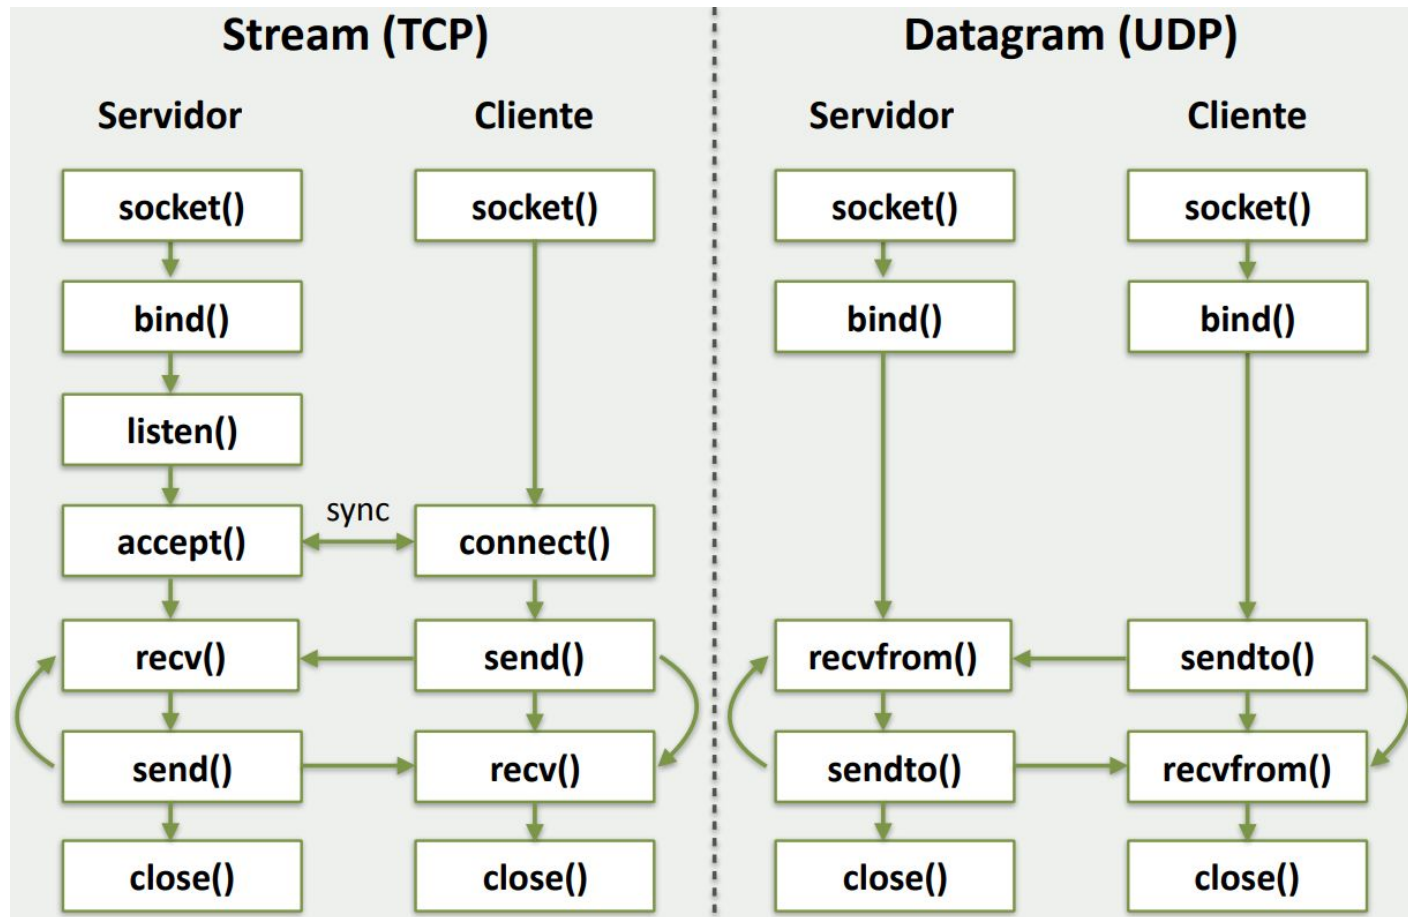 Stream (TCP)
Servidor
Cliente
socket()
bind()
listen()
accept()
recv()
send()
close()
sync
socket()
connect()
send()
recv()
close()
Datagram (UDP)
Servidor
Cliente
socket()
bind()
recvfrom()
sendto()
close()
socket()
bind()
sendto()
recvfrom()
close()